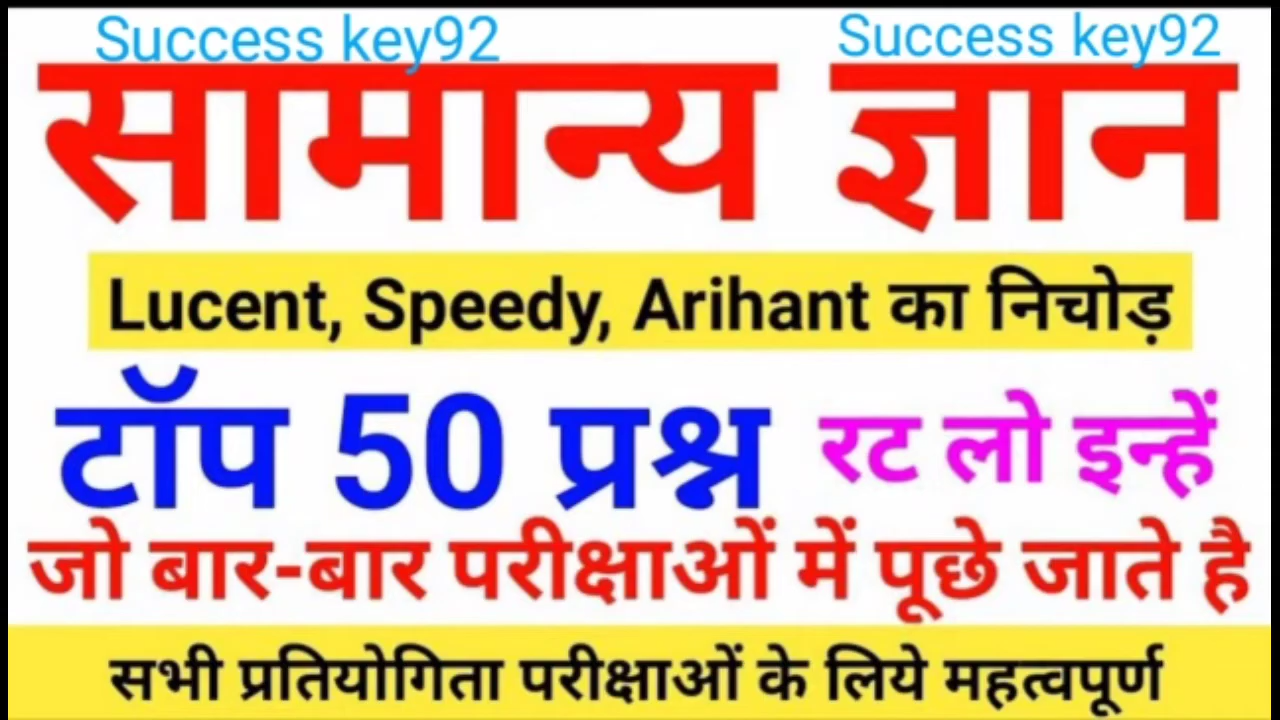 Success key92 Success key92
सामान्य ज्ञान
Lucent, Speedy, Arihant का निचोड़
टॉप 50 प्रश्न रट लो इन्हें
जो बार-बार परीक्षाओं में पूछे जाते है
सभी प्रतियोगिता परीक्षाओं के लिये महत्वपूर्ण